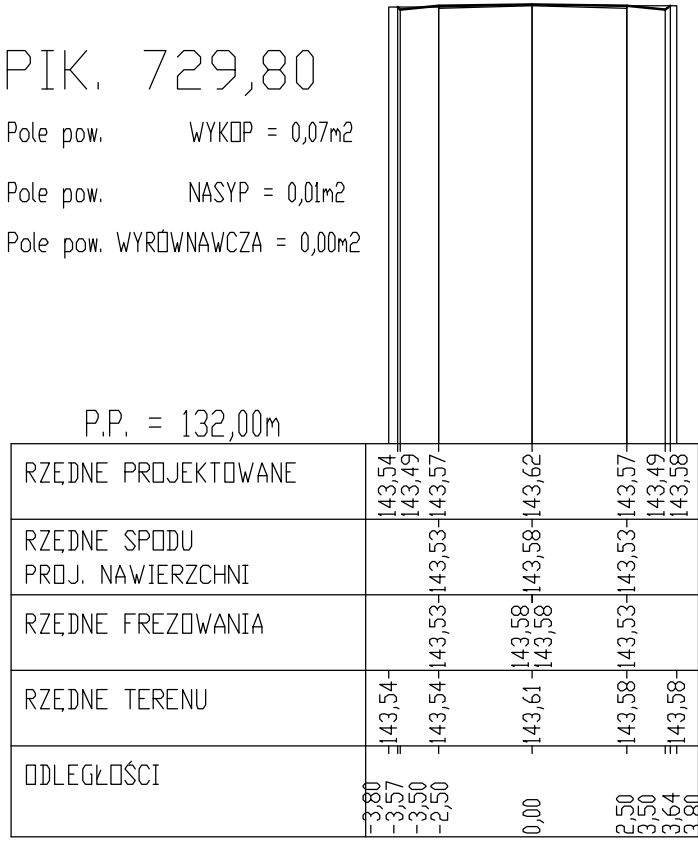 PIK. 729,80
Pole pow. WYKOP = 0,07m2
Pole pow. NASYP = 0,01m2
Pole pow. WYRÓWNAWCZA = 0,00m2
P.P. = 132,00m
RZĘDNE PROJEKTOWANE 143,54 143,49 143,57 143,62 143,57 143,49 143,58
RZĘDNE SPODU
PROJ. NAWIERZCHNI 143,53 143,58 143,53
RZĘDNE FREZOWANIA 143,53 143,58 143,58 143,53
RZĘDNE TERENU 143,54 143,54 143,61 143,58 143,58
ODLEGŁOŚCI -3,80 -3,57 -3,50 -2,50 0,00 2,50 3,50 3,64 3,80